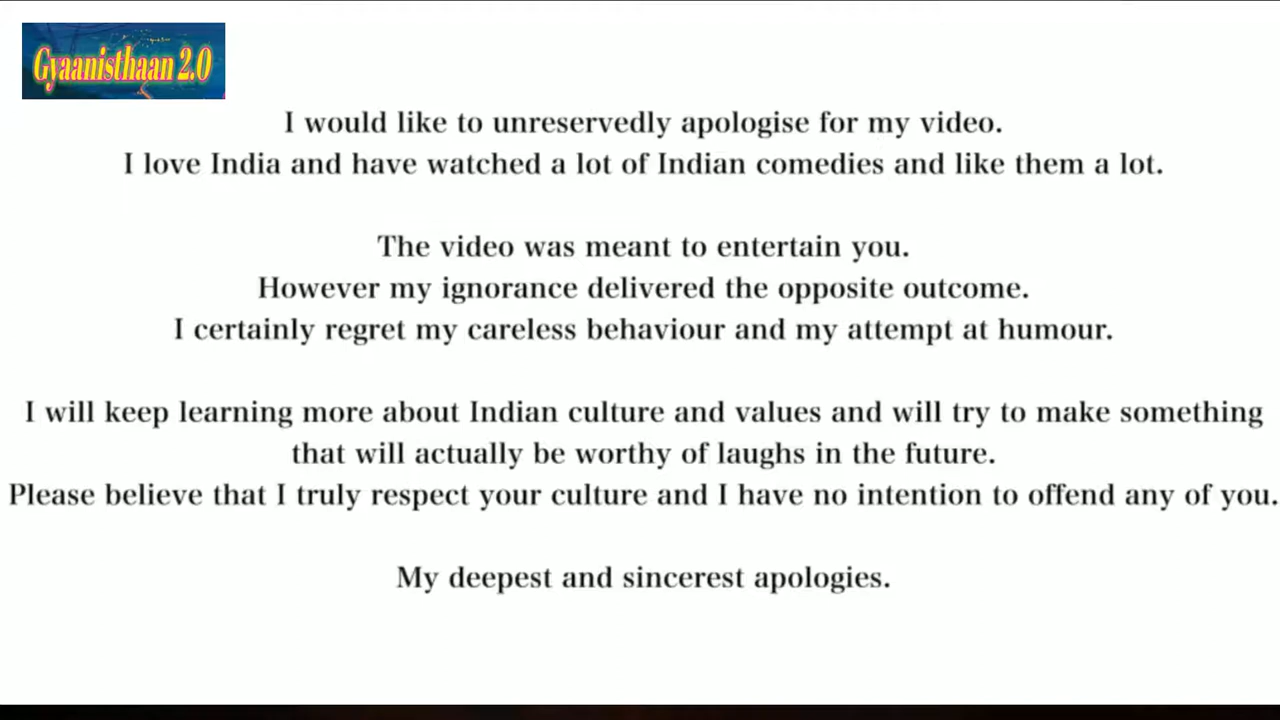 Gyaanisthaan 2.0
I would like to unreservedly apologise for my video.
I love India and have watched a lot of Indian comedies and like them a lot.
The video was meant to entertain you.
However my ignorance delivered the opposite outcome.
I certainly regret my careless behaviour and my attempt at humour.
I will keep learning more about Indian culture and values and will try to make something
that will actually be worthy of laughs in the future.
Please believe that I truly respect your culture and I have no intention to offend any of you.
My deepest and sincerest apologies.